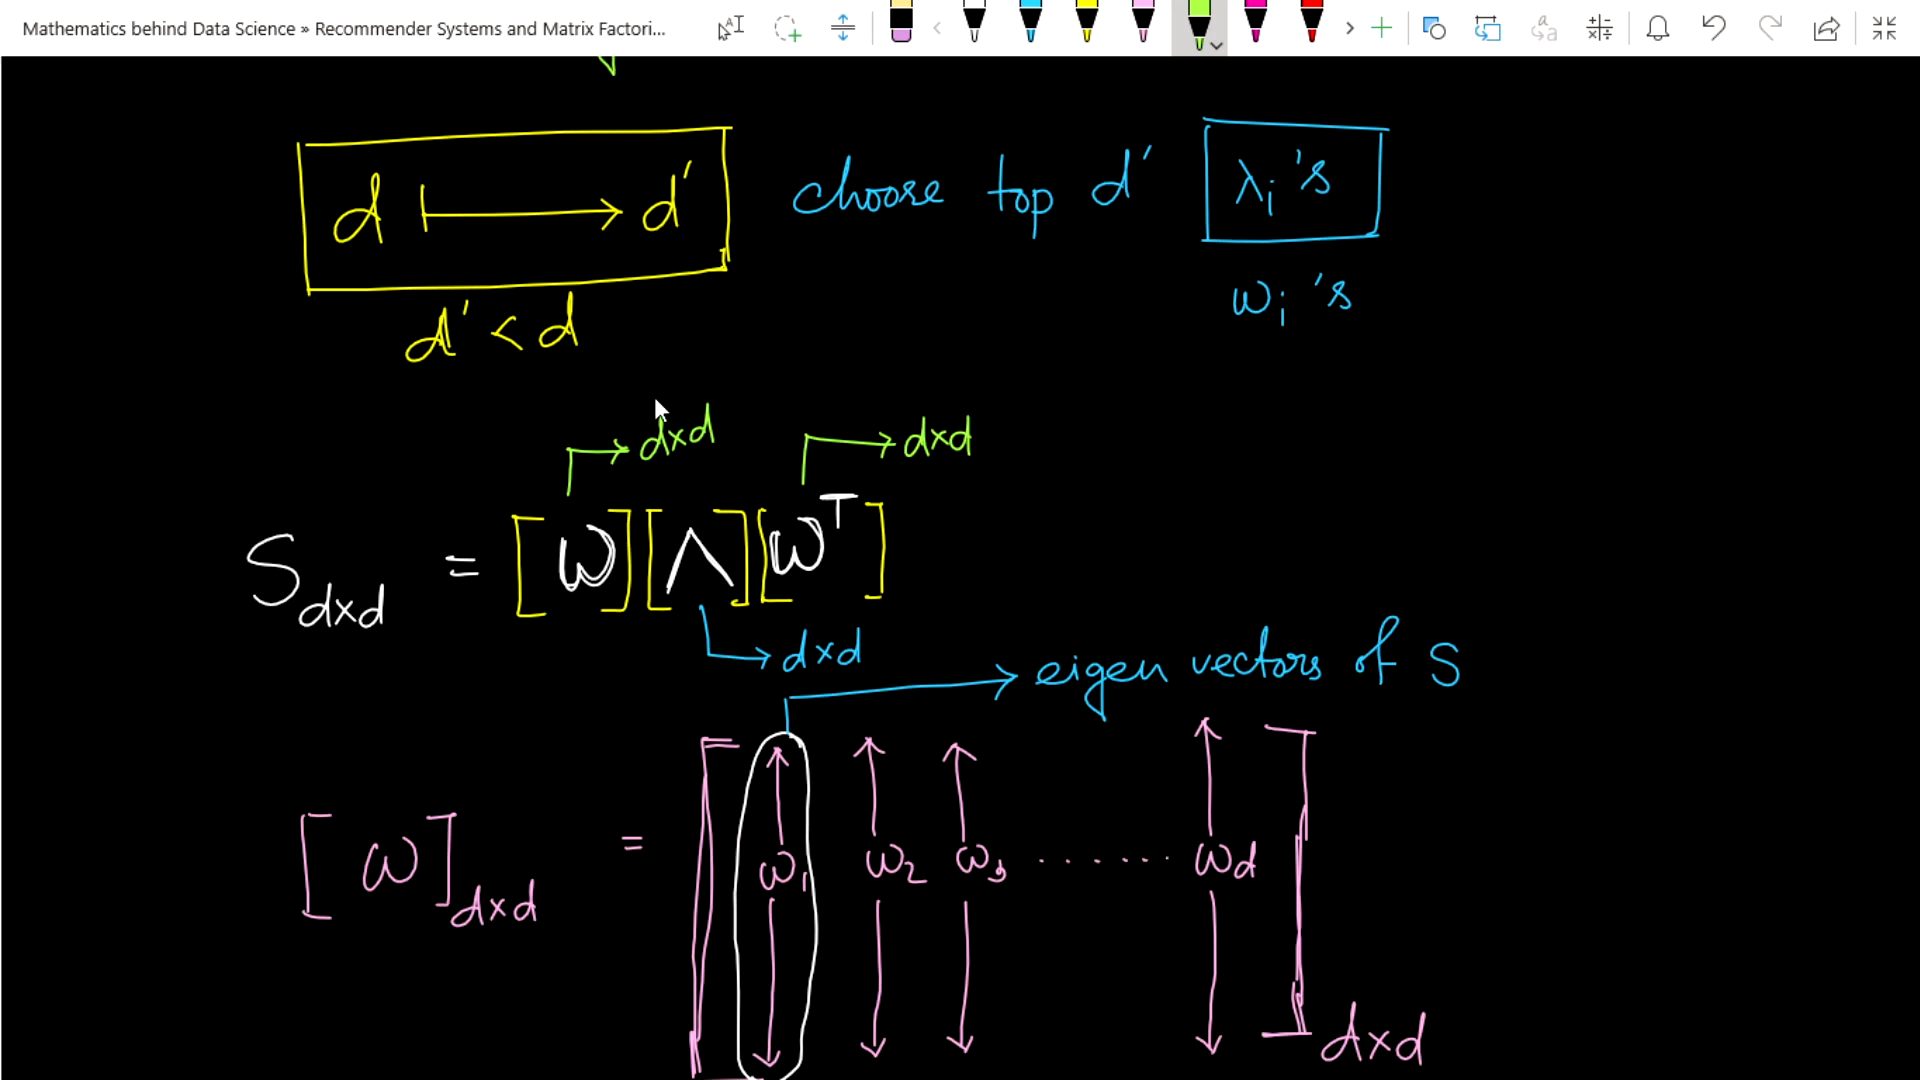 Mathematics behind Data Science » Recommender Systems and Matrix Factori...
d ↦ d' choose top d' λi's
d' < d wi's
dxd dxd
S dxd = [W][Λ][W^T]
dxd
eigen vectors of S
[W] dxd = [w1 w2 w3 ....... wd] dxd